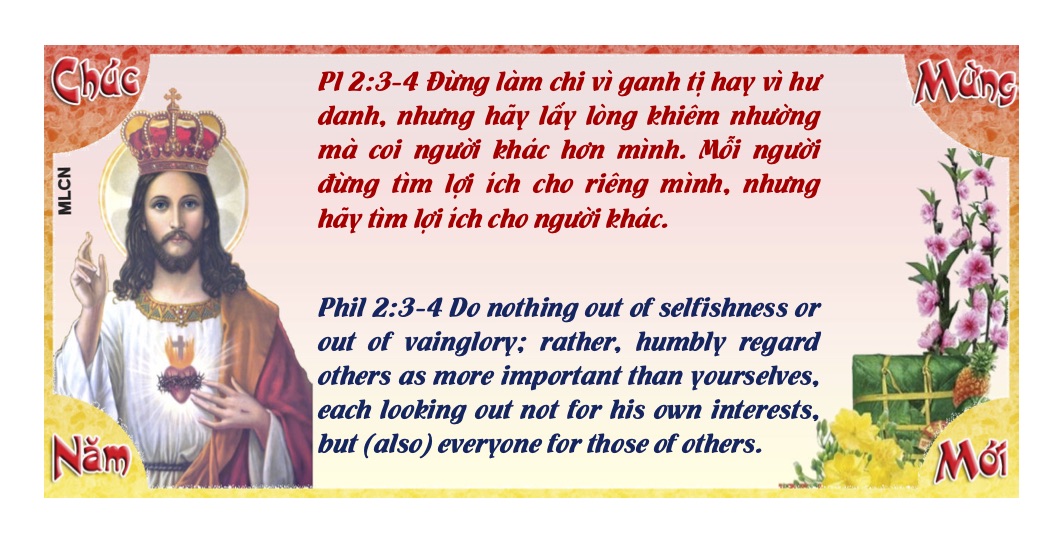 Chúc
Mừng
MLCN
Pl 2:3-4 Đừng làm chi vì ganh tị hay vì hư
danh, nhưng hãy lấy lòng khiêm nhường
mà coi người khác hơn mình. Mỗi người
đừng tìm lợi ích cho riêng mình, nhưng
hãy tìm lợi ích cho người khác.
Phil 2:3-4 Do nothing out of selfishness or
out of vainglory; rather, humbly regard
others as more important than yourselves,
each looking out not for his own interests,
but (also) everyone for those of others.
Năm
Mới